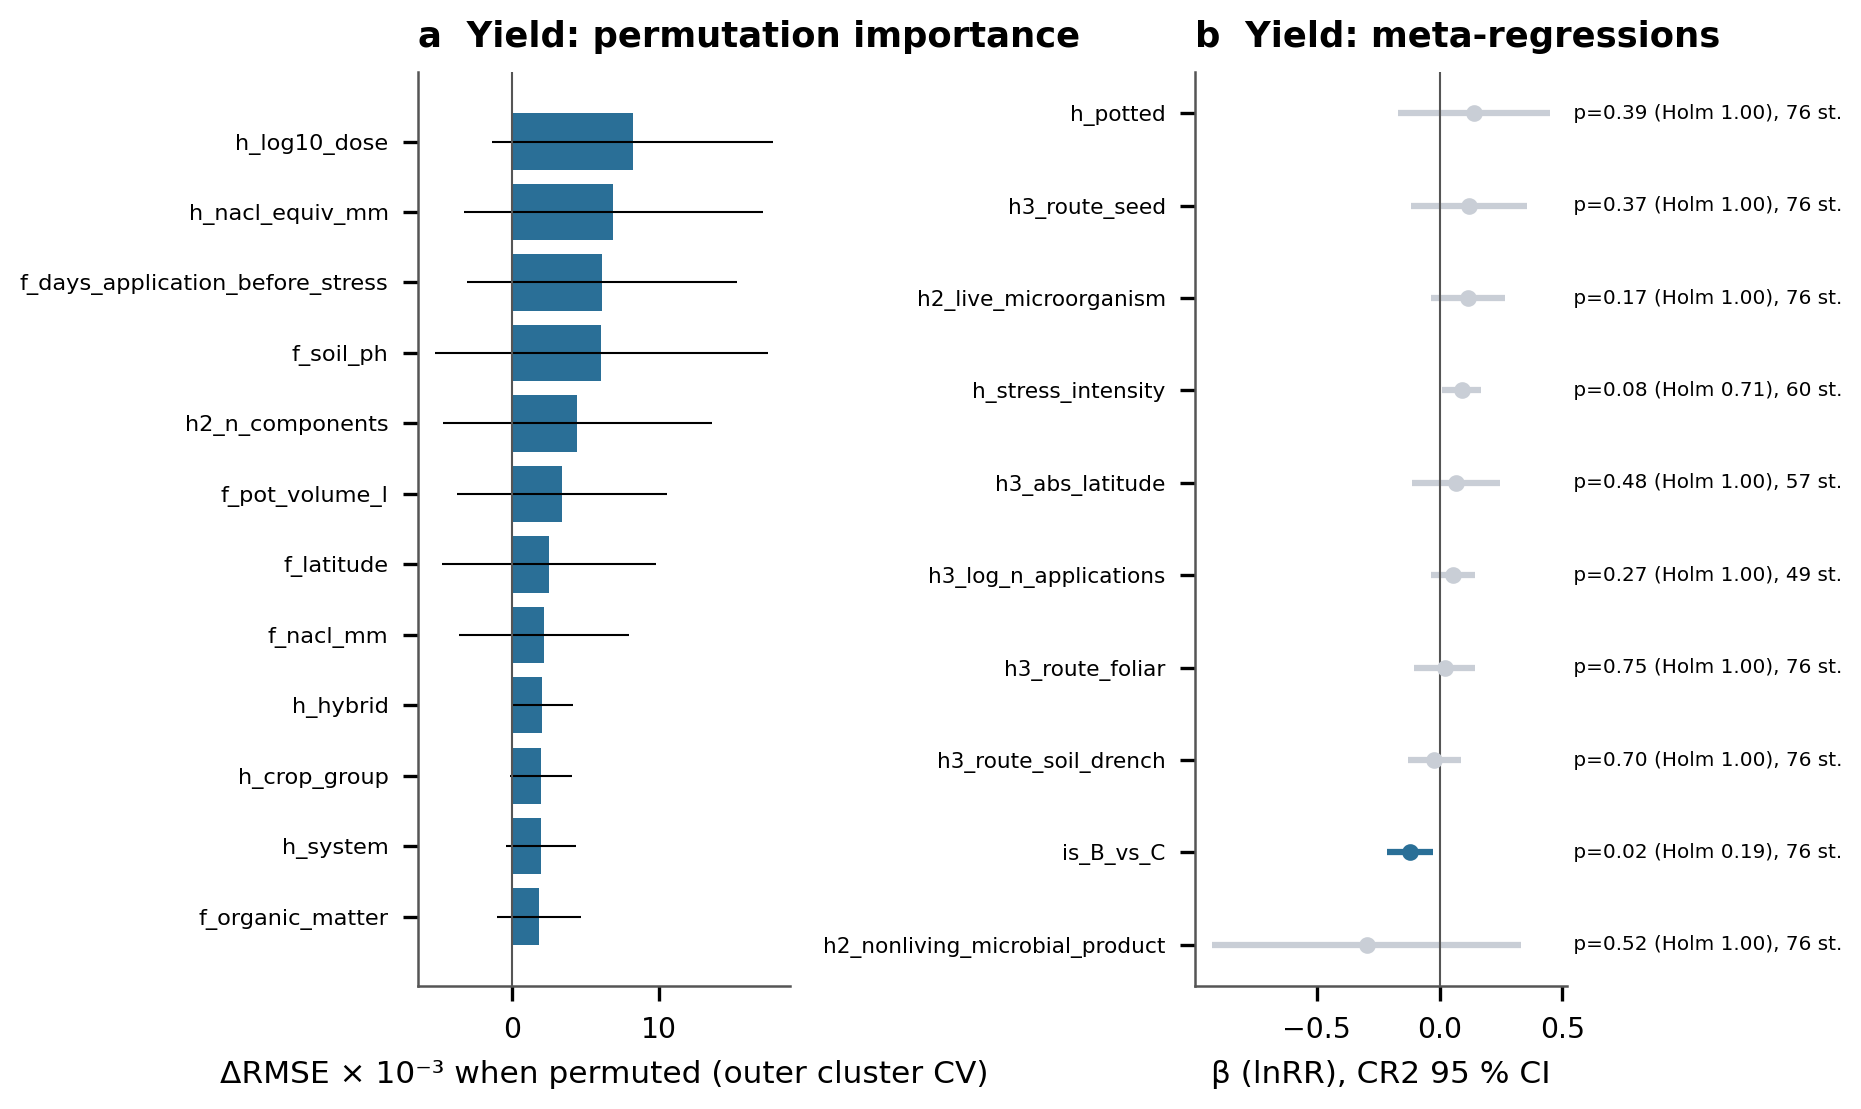 a  Yield: permutation importance
h_log10_dose
h_nacl_equiv_mm
f_days_application_before_stress
f_soil_ph
h2_n_components
f_pot_volume_l
f_latitude
f_nacl_mm
h_hybrid
h_crop_group
h_system
f_organic_matter
0
10
ΔRMSE × 10⁻³ when permuted (outer cluster CV)
b  Yield: meta-regressions
h_potted
p=0.39 (Holm 1.00), 76 st.
h3_route_seed
p=0.37 (Holm 1.00), 76 st.
h2_live_microorganism
p=0.17 (Holm 1.00), 76 st.
h_stress_intensity
p=0.08 (Holm 0.71), 60 st.
h3_abs_latitude
p=0.48 (Holm 1.00), 57 st.
h3_log_n_applications
p=0.27 (Holm 1.00), 49 st.
h3_route_foliar
p=0.75 (Holm 1.00), 76 st.
h3_route_soil_drench
p=0.70 (Holm 1.00), 76 st.
is_B_vs_C
p=0.02 (Holm 0.19), 76 st.
h2_nonliving_microbial_product
p=0.52 (Holm 1.00), 76 st.
−0.5
0.0
0.5
β (lnRR), CR2 95 % CI